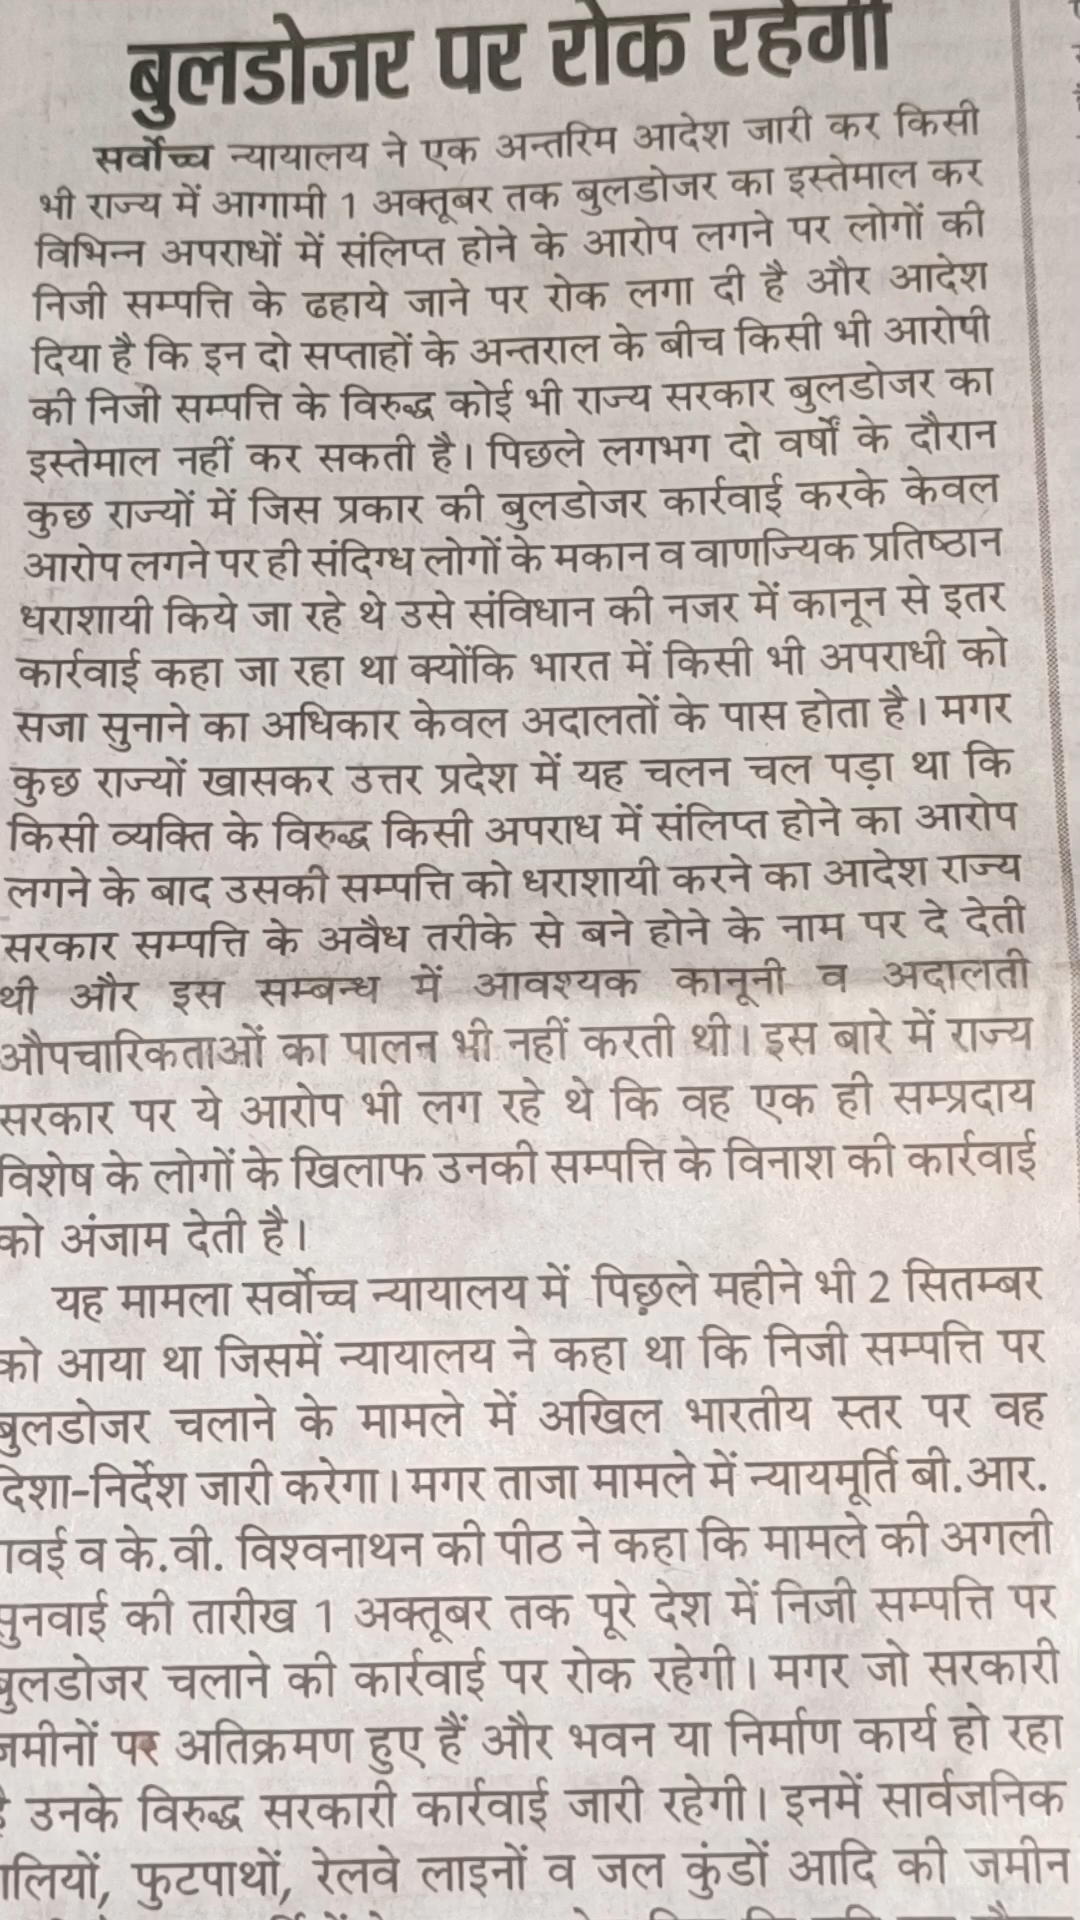 बुलडोजर पर रोक रहेगी
सर्वोच्च न्यायालय ने एक अन्तरिम आदेश जारी कर किसी
भी राज्य में आगामी 1 अक्तूबर तक बुलडोजर का इस्तेमाल कर
विभिन्न अपराधों में संलिप्त होने के आरोप लगने पर लोगों की
निजी सम्पत्ति के ढहाये जाने पर रोक लगा दी है और आदेश
दिया है कि इन दो सप्ताहों के अन्तराल के बीच किसी भी आरोपी
की निजी सम्पत्ति के विरुद्ध कोई भी राज्य सरकार बुलडोजर का
इस्तेमाल नहीं कर सकती है। पिछले लगभग दो वर्षों के दौरान
कुछ राज्यों में जिस प्रकार की बुलडोजर कार्रवाई करके केवल
आरोप लगने पर ही संदिग्ध लोगों के मकान व वाणज्यिक प्रतिष्ठान
धराशायी किये जा रहे थे उसे संविधान की नजर में कानून से इतर
कार्रवाई कहा जा रहा था क्योंकि भारत में किसी भी अपराधी को
सजा सुनाने का अधिकार केवल अदालतों के पास होता है। मगर
कुछ राज्यों खासकर उत्तर प्रदेश में यह चलन चल पड़ा था कि
किसी व्यक्ति के विरुद्ध किसी अपराध में संलिप्त होने का आरोप
लगने के बाद उसकी सम्पत्ति को धराशायी करने का आदेश राज्य
सरकार सम्पत्ति के अवैध तरीके से बने होने के नाम पर दे देती
थी और इस सम्बन्ध में आवश्यक कानूनी व अदालती
औपचारिकताओं का पालन भी नहीं करती थी। इस बारे में राज्य
सरकार पर ये आरोप भी लग रहे थे कि वह एक ही सम्प्रदाय
विशेष के लोगों के खिलाफ उनकी सम्पत्ति के विनाश की कार्रवाई
को अंजाम देती है।
यह मामला सर्वोच्च न्यायालय में पिछले महीने भी 2 सितम्बर
को आया था जिसमें न्यायालय ने कहा था कि निजी सम्पत्ति पर
बुलडोजर चलाने के मामले में अखिल भारतीय स्तर पर वह
दिशा-निर्देश जारी करेगा। मगर ताजा मामले में न्यायमूर्ति बी.आर.
गवई व के.वी. विश्वनाथन की पीठ ने कहा कि मामले की अगली
सुनवाई की तारीख 1 अक्तूबर तक पूरे देश में निजी सम्पत्ति पर
बुलडोजर चलाने की कार्रवाई पर रोक रहेगी। मगर जो सरकारी
जमीनों पर अतिक्रमण हुए हैं और भवन या निर्माण कार्य हो रहा
है उनके विरुद्ध सरकारी कार्रवाई जारी रहेगी। इनमें सार्वजनिक
गलियों, फुटपाथों, रेलवे लाइनों व जल कुंडों आदि की जमीन